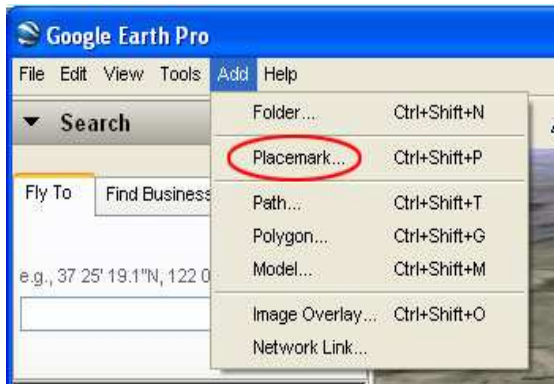 Google Earth Pro
File Edit View Tools Add Help
Search
Folder... Ctrl+Shift+N
Placemark... Ctrl+Shift+P
Fly To Find Business
Path... Ctrl+Shift+T
Polygon... Ctrl+Shift+G
e.g., 37 25' 19.1"N, 122 0
Model... Ctrl+Shift+M
Image Overlay... Ctrl+Shift+O
Network Link...